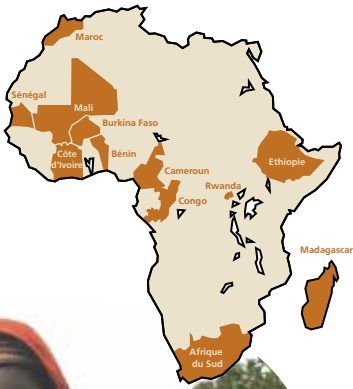 Maroc
Sénégal
Mali
Burkina Faso
Côte
d'Ivoire
Bénin
Cameroun
Ethiopie
Rwanda
Congo
Madagascar
Afrique
du Sud